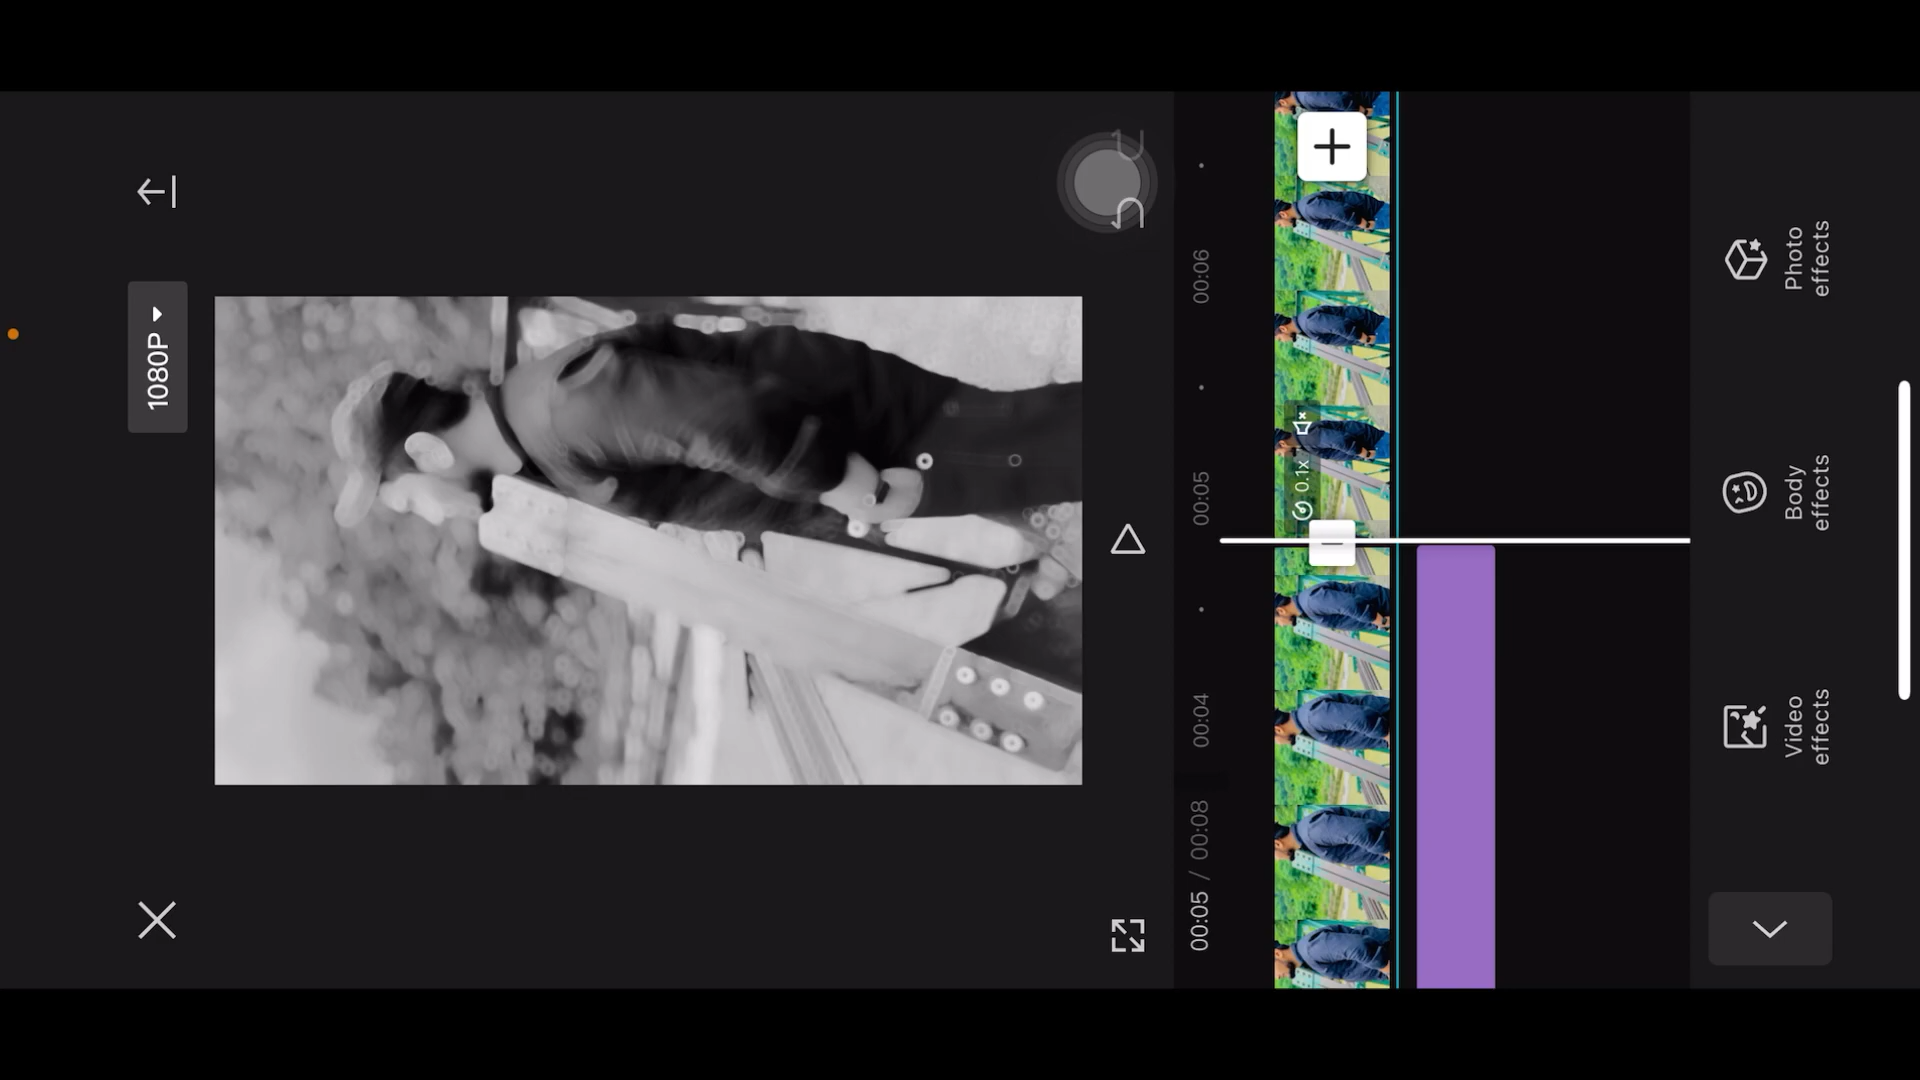 1080P
00:05 / 00:08
00:04
00:05
00:06
0.1x
Video
effects
Body
effects
Photo
effects